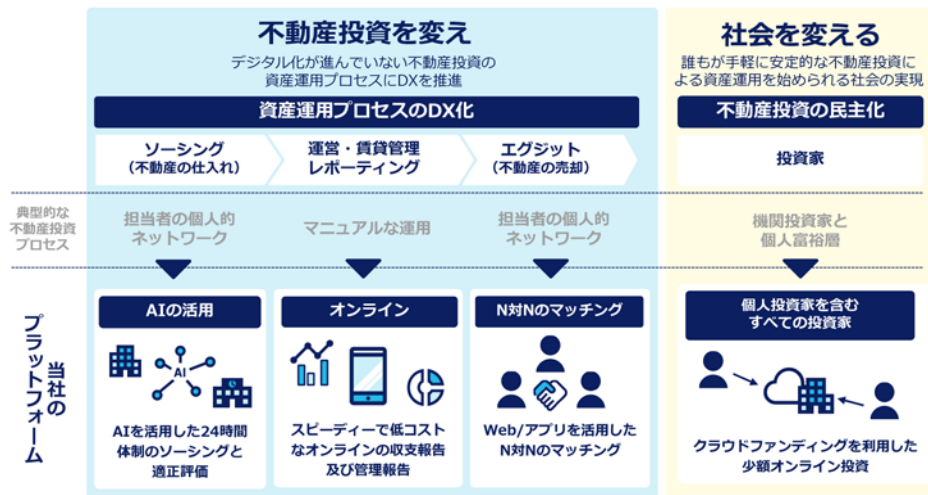 不動産投資を変え
デジタル化が進んでいない不動産投資の
資産運用プロセスにDXを推進
資産運用プロセスのDX化
ソーシング
(不動産の仕入れ)
運営・賃貸管理
レポーティング
エグジット
(不動産の売却)
社会を変える
誰もが手軽に安定的な不動産投資に
よる資産運用を始められる社会の実現
不動産投資の民主化
投資家
典型的な
不動産投資
プロセス
担当者の個人的
ネットワーク
マニュアルな運用
担当者の個人的
ネットワーク
機関投資家と
個人富裕層
当社の
プラットフォーム
AIの活用
AI
AIを活用した24時間
体制のソーシングと
適正評価
オンライン
スピーディーで低コスト
なオンラインの収支報告
及び管理報告
N対Nのマッチング
Web/アプリを活用した
N対Nのマッチング
個人投資家を含む
すべての投資家
クラウドファンディングを利用した
少額オンライン投資